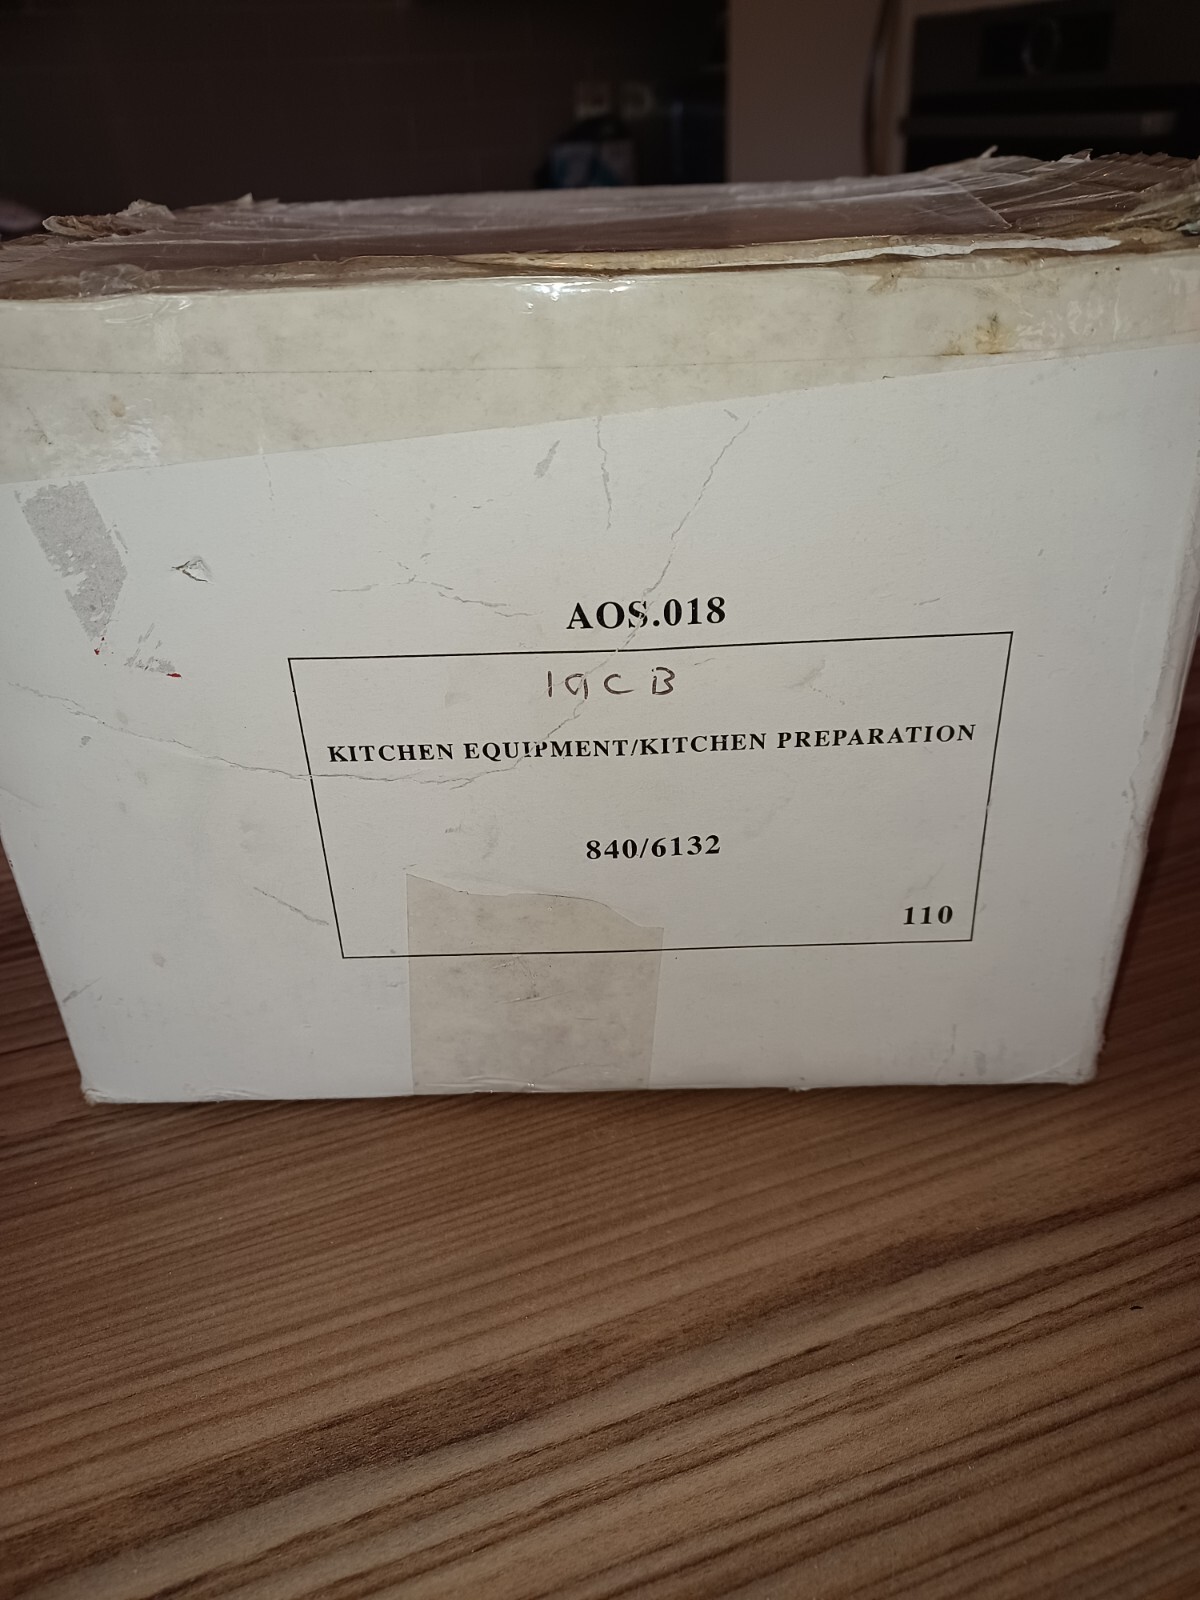 AOS.018
19CB
KITCHEN EQUIPMENT/KITCHEN PREPARATION
840/6132
110